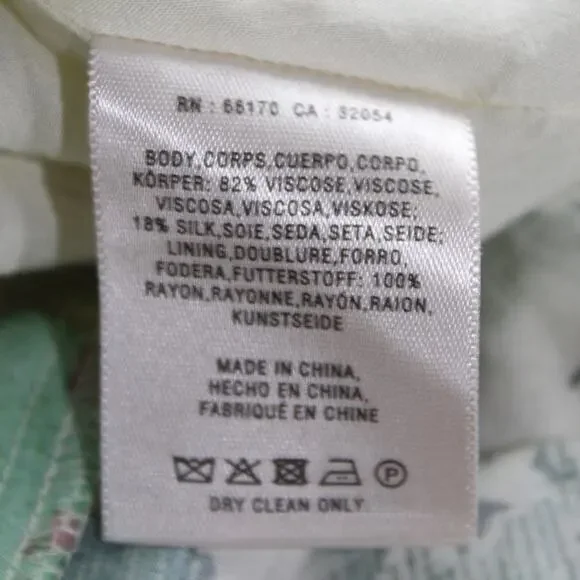 RN : 66170 CA : 32054
BODY,CORPS,CUERPO,CORPO,
KÖRPER: 82% VISCOSE,VISCOSE,
VISCOSA,VISCOSA,VISKOSE;
18% SILK,SOIE,SEDA,SETA,SEIDE;
LINING,DOUBLURE,FORRO,
FODERA,FUTTERSTOFF: 100%
RAYON,RAYONNE,RAYÓN,RAION,
KUNSTSEIDE
MADE IN CHINA,
HECHO EN CHINA,
FABRIQUÉ EN CHINE
P
DRY CLEAN ONLY